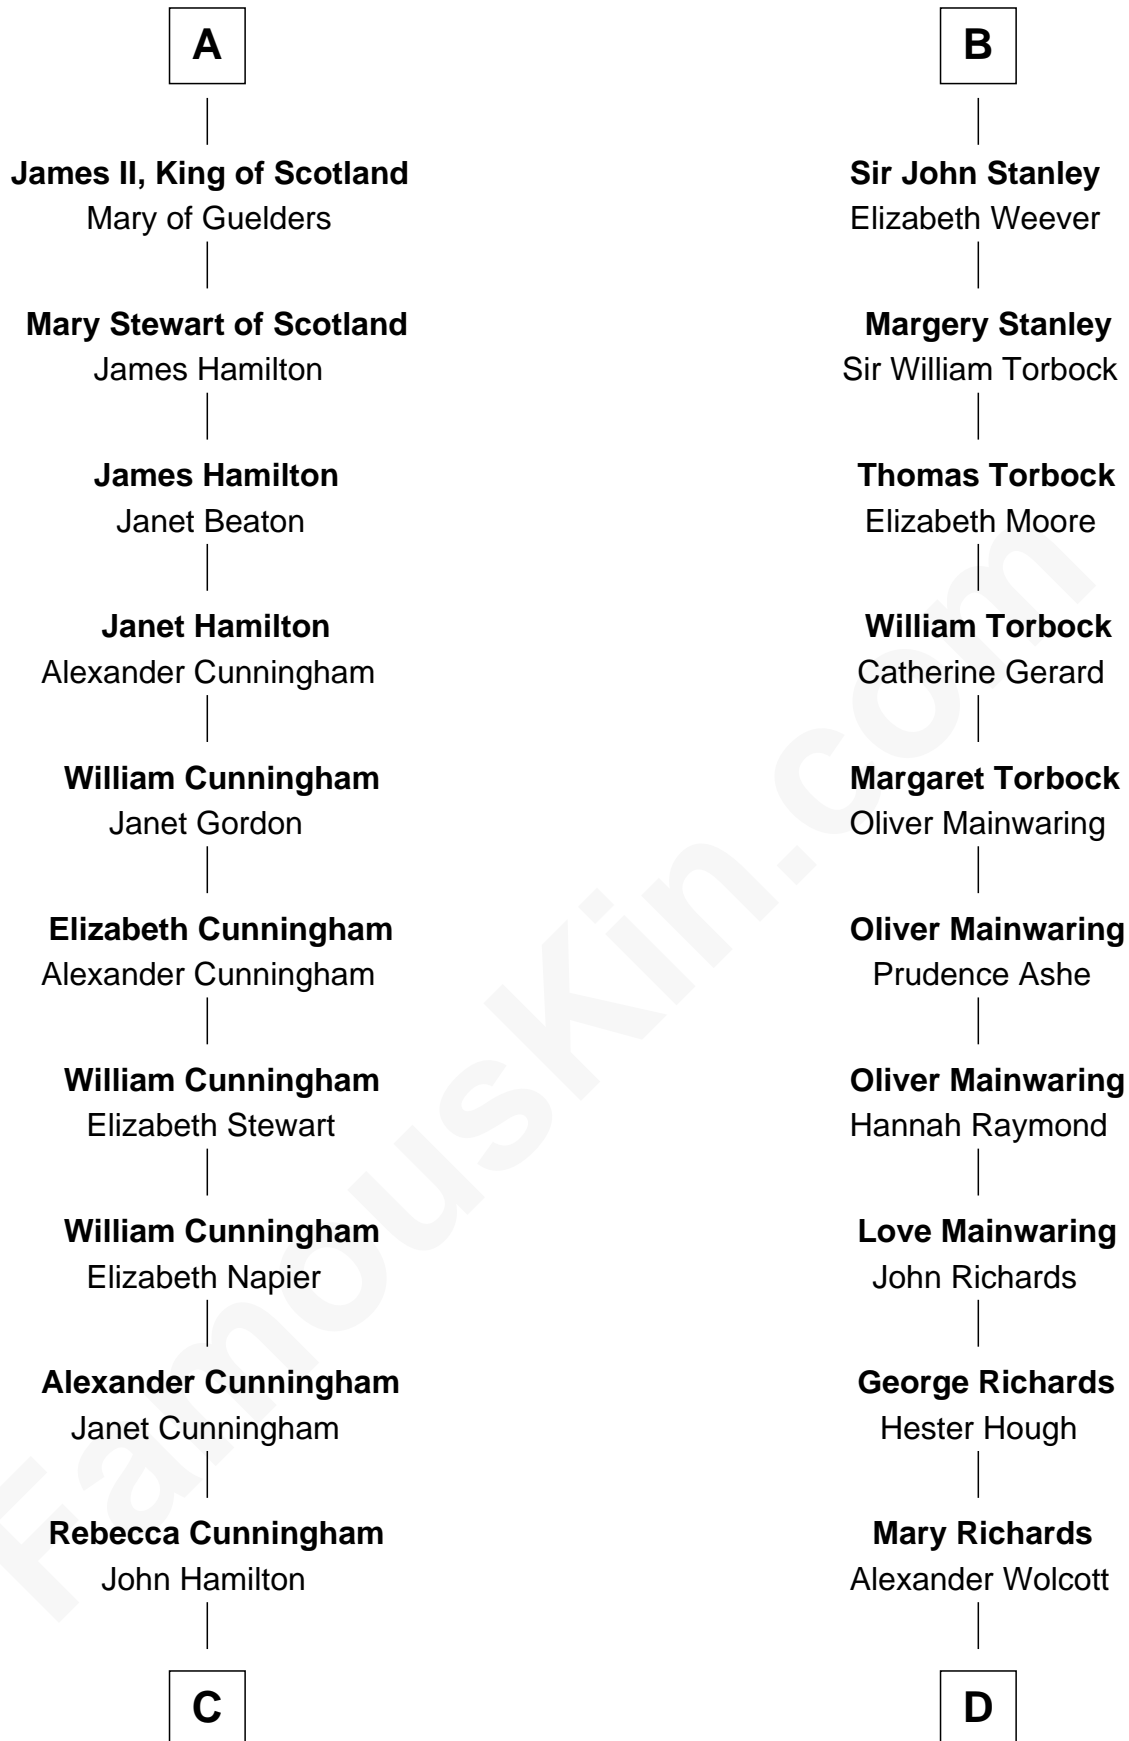 A
James II, King of Scotland
Mary of Guelders
Mary Stewart of Scotland
James Hamilton
James Hamilton
Janet Beaton
Janet Hamilton
Alexander Cunningham
William Cunningham
Janet Gordon
Elizabeth Cunningham
Alexander Cunningham
William Cunningham
Elizabeth Stewart
William Cunningham
Elizabeth Napier
Alexander Cunningham
Janet Cunningham
Rebecca Cunningham
John Hamilton
C
B
Sir John Stanley
Elizabeth Weever
Margery Stanley
Sir William Torbock
Thomas Torbock
Elizabeth Moore
William Torbock
Catherine Gerard
Margaret Torbock
Oliver Mainwaring
Oliver Mainwaring
Prudence Ashe
Oliver Mainwaring
Hannah Raymond
Love Mainwaring
John Richards
George Richards
Hester Hough
Mary Richards
Alexander Wolcott
D
FamousKin.com